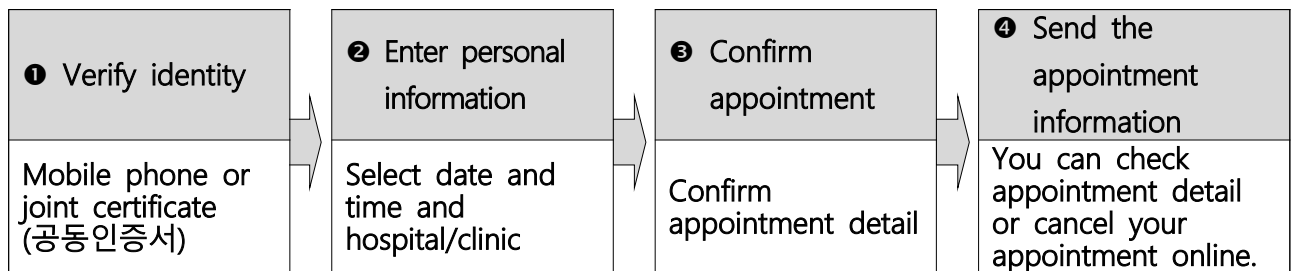 ❶ Verify identity
Mobile phone or
joint certificate
(공동인증서)
❷ Enter personal
information
Select date and
time and
hospital/clinic
❸ Confirm
appointment
Confirm
appointment detail
❹ Send the
appointment
information
You can check
appointment detail
or cancel your
appointment online.